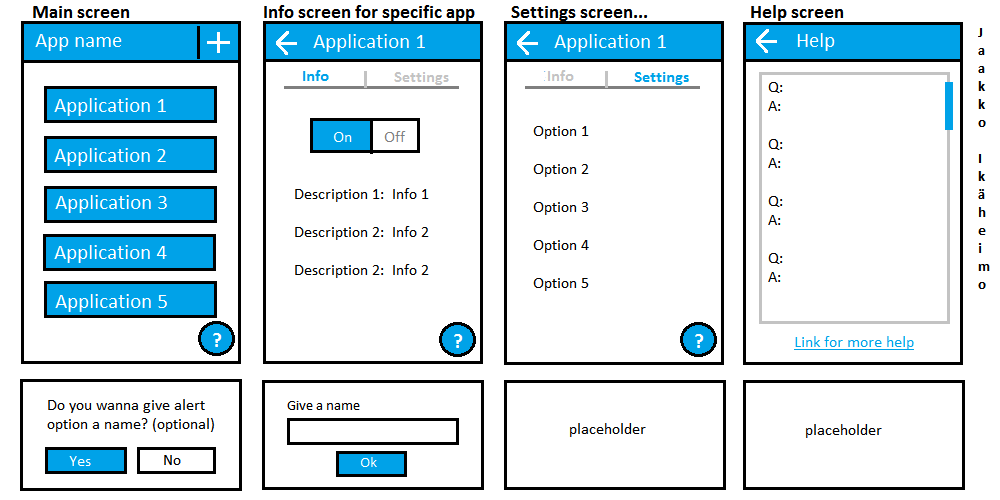 Main screen
App name
Application 1
Application 2
Application 3
Application 4
Application 5
?
Info screen for specific app
Application 1
Info
Settings
On
Off
Description 1: Info 1
Description 2: Info 2
Description 2: Info 2
?
Settings screen...
Application 1
Info
Settings
Option 1
Option 2
Option 3
Option 4
Option 5
?
Help screen
Help
Q:
A:
Q:
A:
Q:
A:
Q:
A:
Link for more help
Jaakko Ikäheimo
Do you wanna give alert
option a name? (optional)
Yes
No
Give a name
Ok
placeholder
placeholder